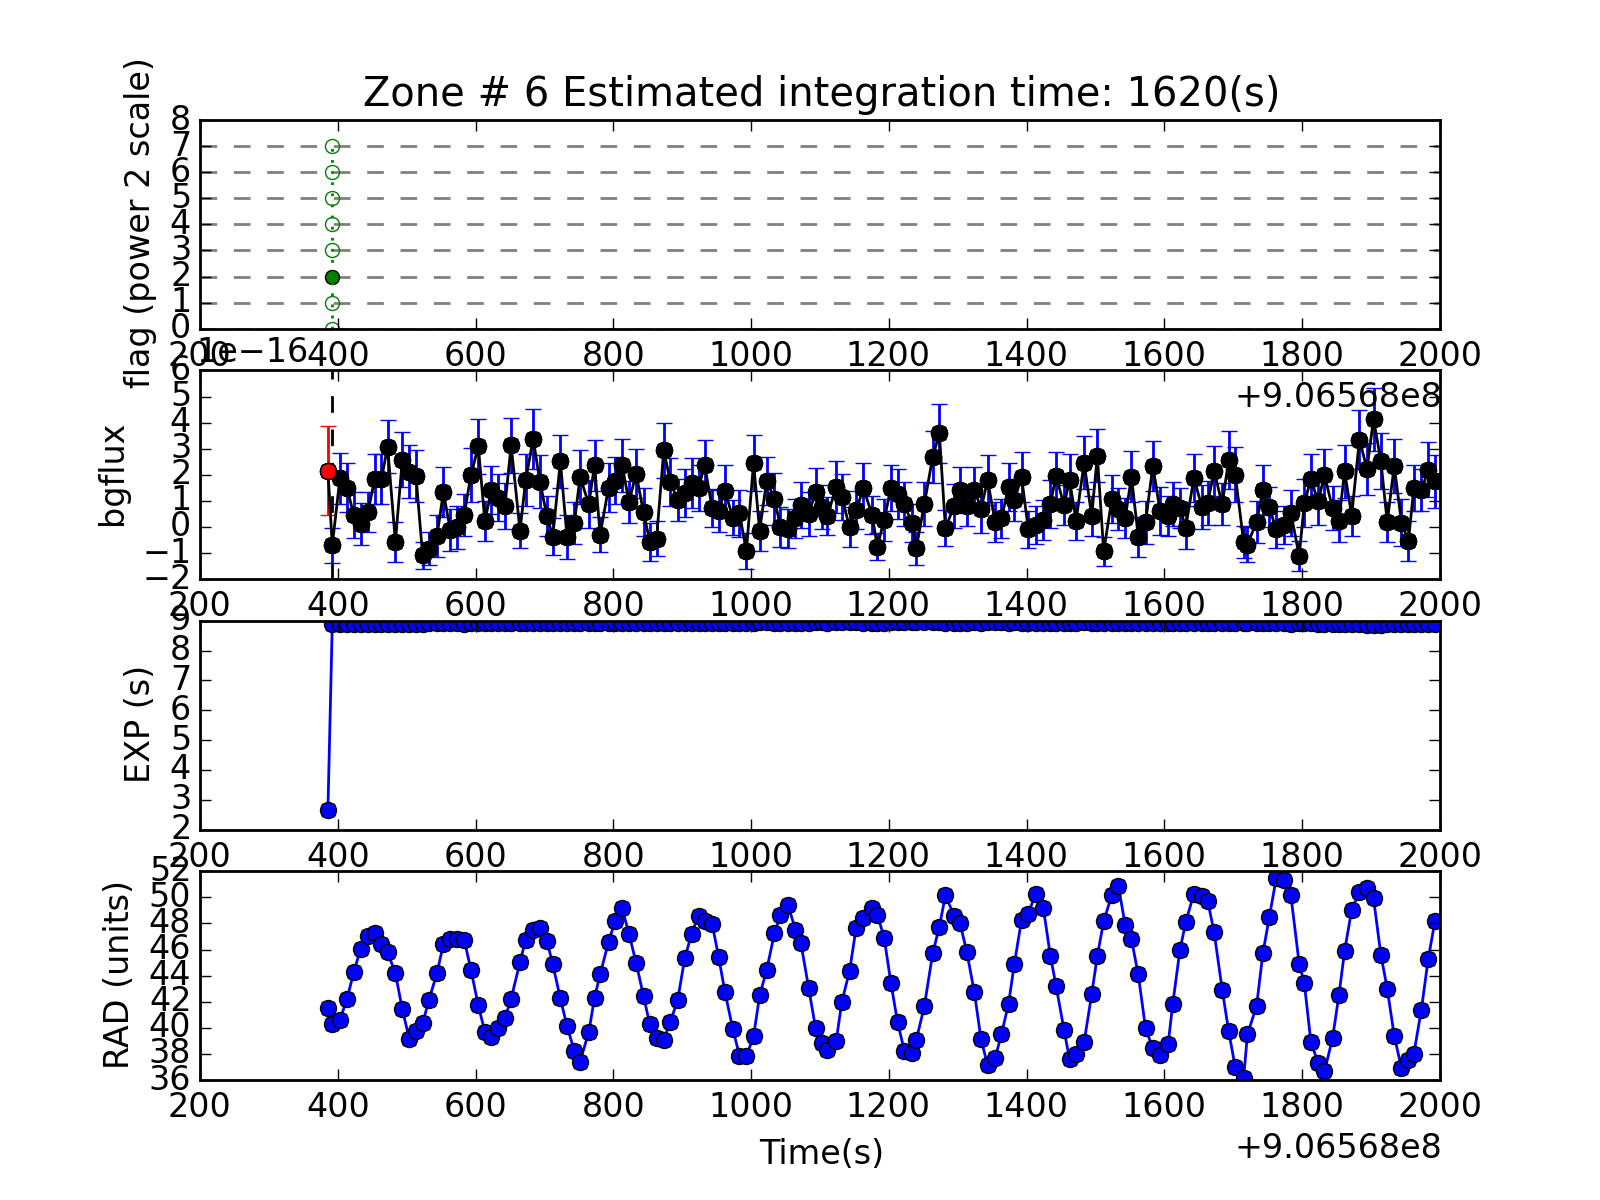 Zone # 6 Estimated integration time: 1620(s)
flag (power 2 scale)
8
7
6
5
4
3
2
1
0
200 400 600 800 1000 1200 1400 1600 1800 2000
1e−16
+9.06568e8
bgflux
6
5
4
3
2
1
0
−1
−2
200 400 600 800 1000 1200 1400 1600 1800 2000
EXP (s)
9
8
7
6
5
4
3
2
200 400 600 800 1000 1200 1400 1600 1800 2000
RAD (units)
52
50
48
46
44
42
40
38
36
200 400 600 800 1000 1200 1400 1600 1800 2000
Time(s)
+9.06568e8